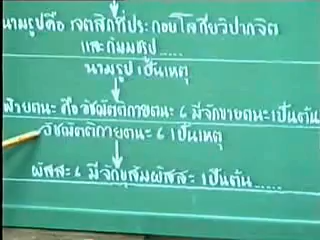 นามรูปคือ เจตสิกที่ประกอบโลกียวิปากจิต
และกัมมชรูป.....
นามรูป เป็นเหตุ
ฬายตนะ คือ อัชฌัตติกายตนะ ๖ มีจักขายตนะเป็นต้น
อัชฌัตติกายตนะ ๖ เป็นเหตุ
ผัสสะ ๖ มีจักขุสัมผัสสะ เป็นต้น.....